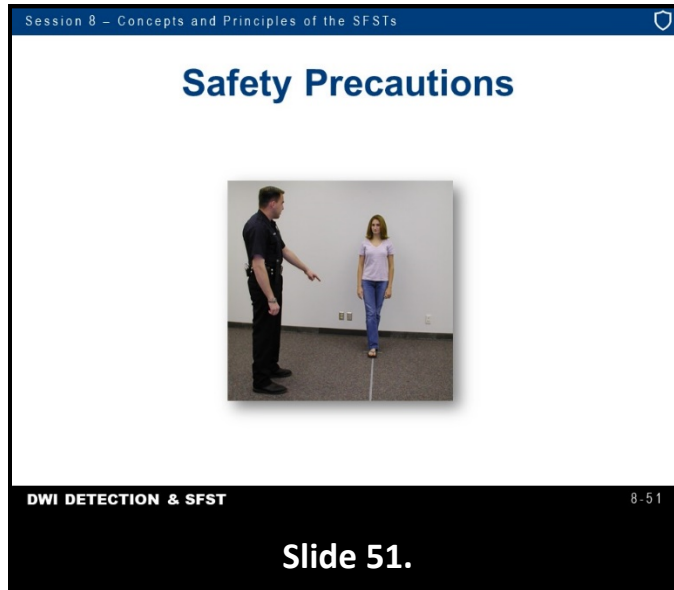 Session 8 – Concepts and Principles of the SFSTs
Safety Precautions
DWI DETECTION & SFST
8-51
Slide 51.